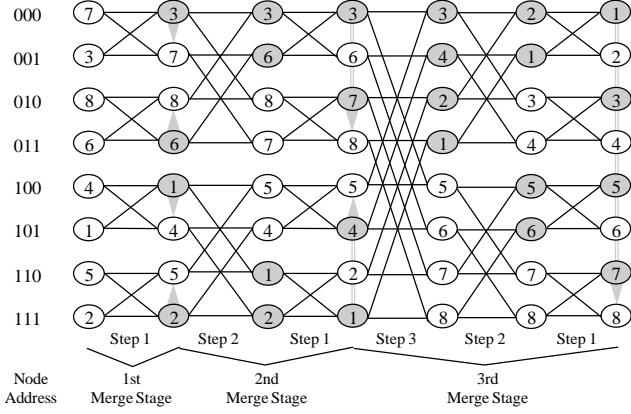 000 7 3 3 3 3 2 1
001 3 7 6 6 4 1 2
010 8 8 8 7 2 3 3
011 6 6 7 8 1 4 4
100 4 1 5 5 5 5 5
101 1 4 4 4 6 6 6
110 5 5 1 2 7 7 7
111 2 2 2 1 8 8 8
Step 1 Step 2 Step 1 Step 3 Step 2 Step 1
Node 1st 2nd 3rd
Address Merge Stage Merge Stage Merge Stage